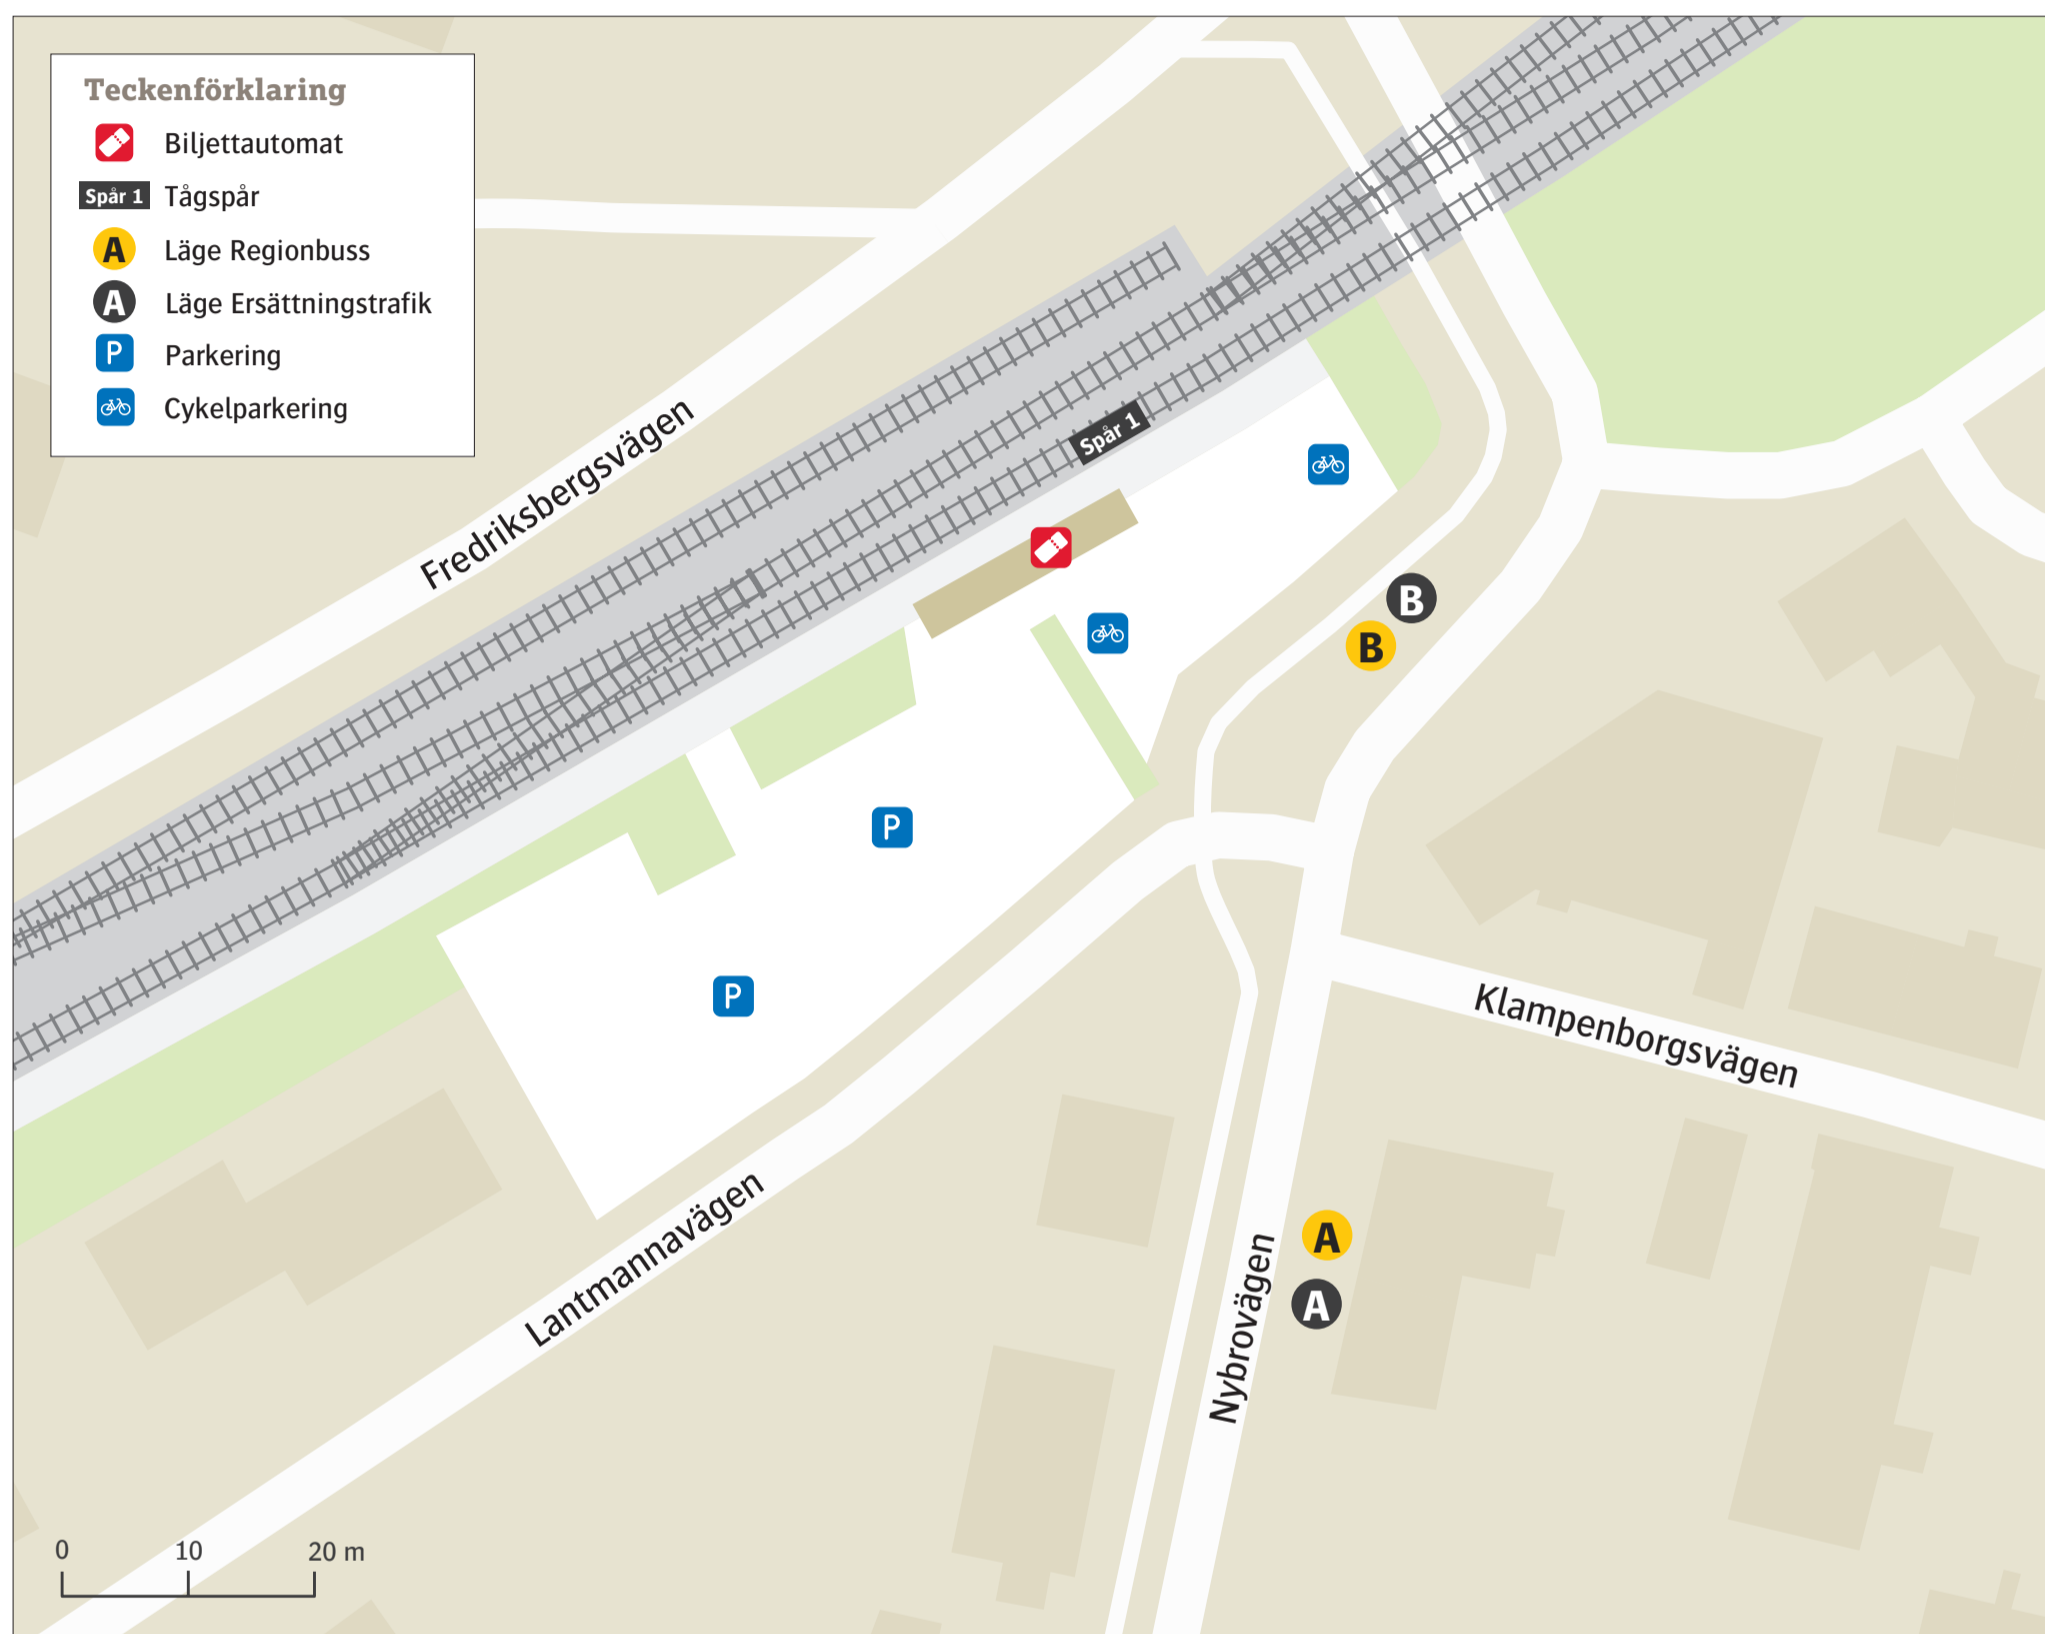 Teckenförklaring
Biljettautomat
Spår 1 Tågspår
A Läge Regionbuss
A Läge Ersättningstrafik
P Parkering
Cykelparkering
Fredriksbergsvägen
Spår 1
B
B
P
P
Klampenborgsvägen
Lantmannavägen
Nybrovägen
A
A
0 10 20 m